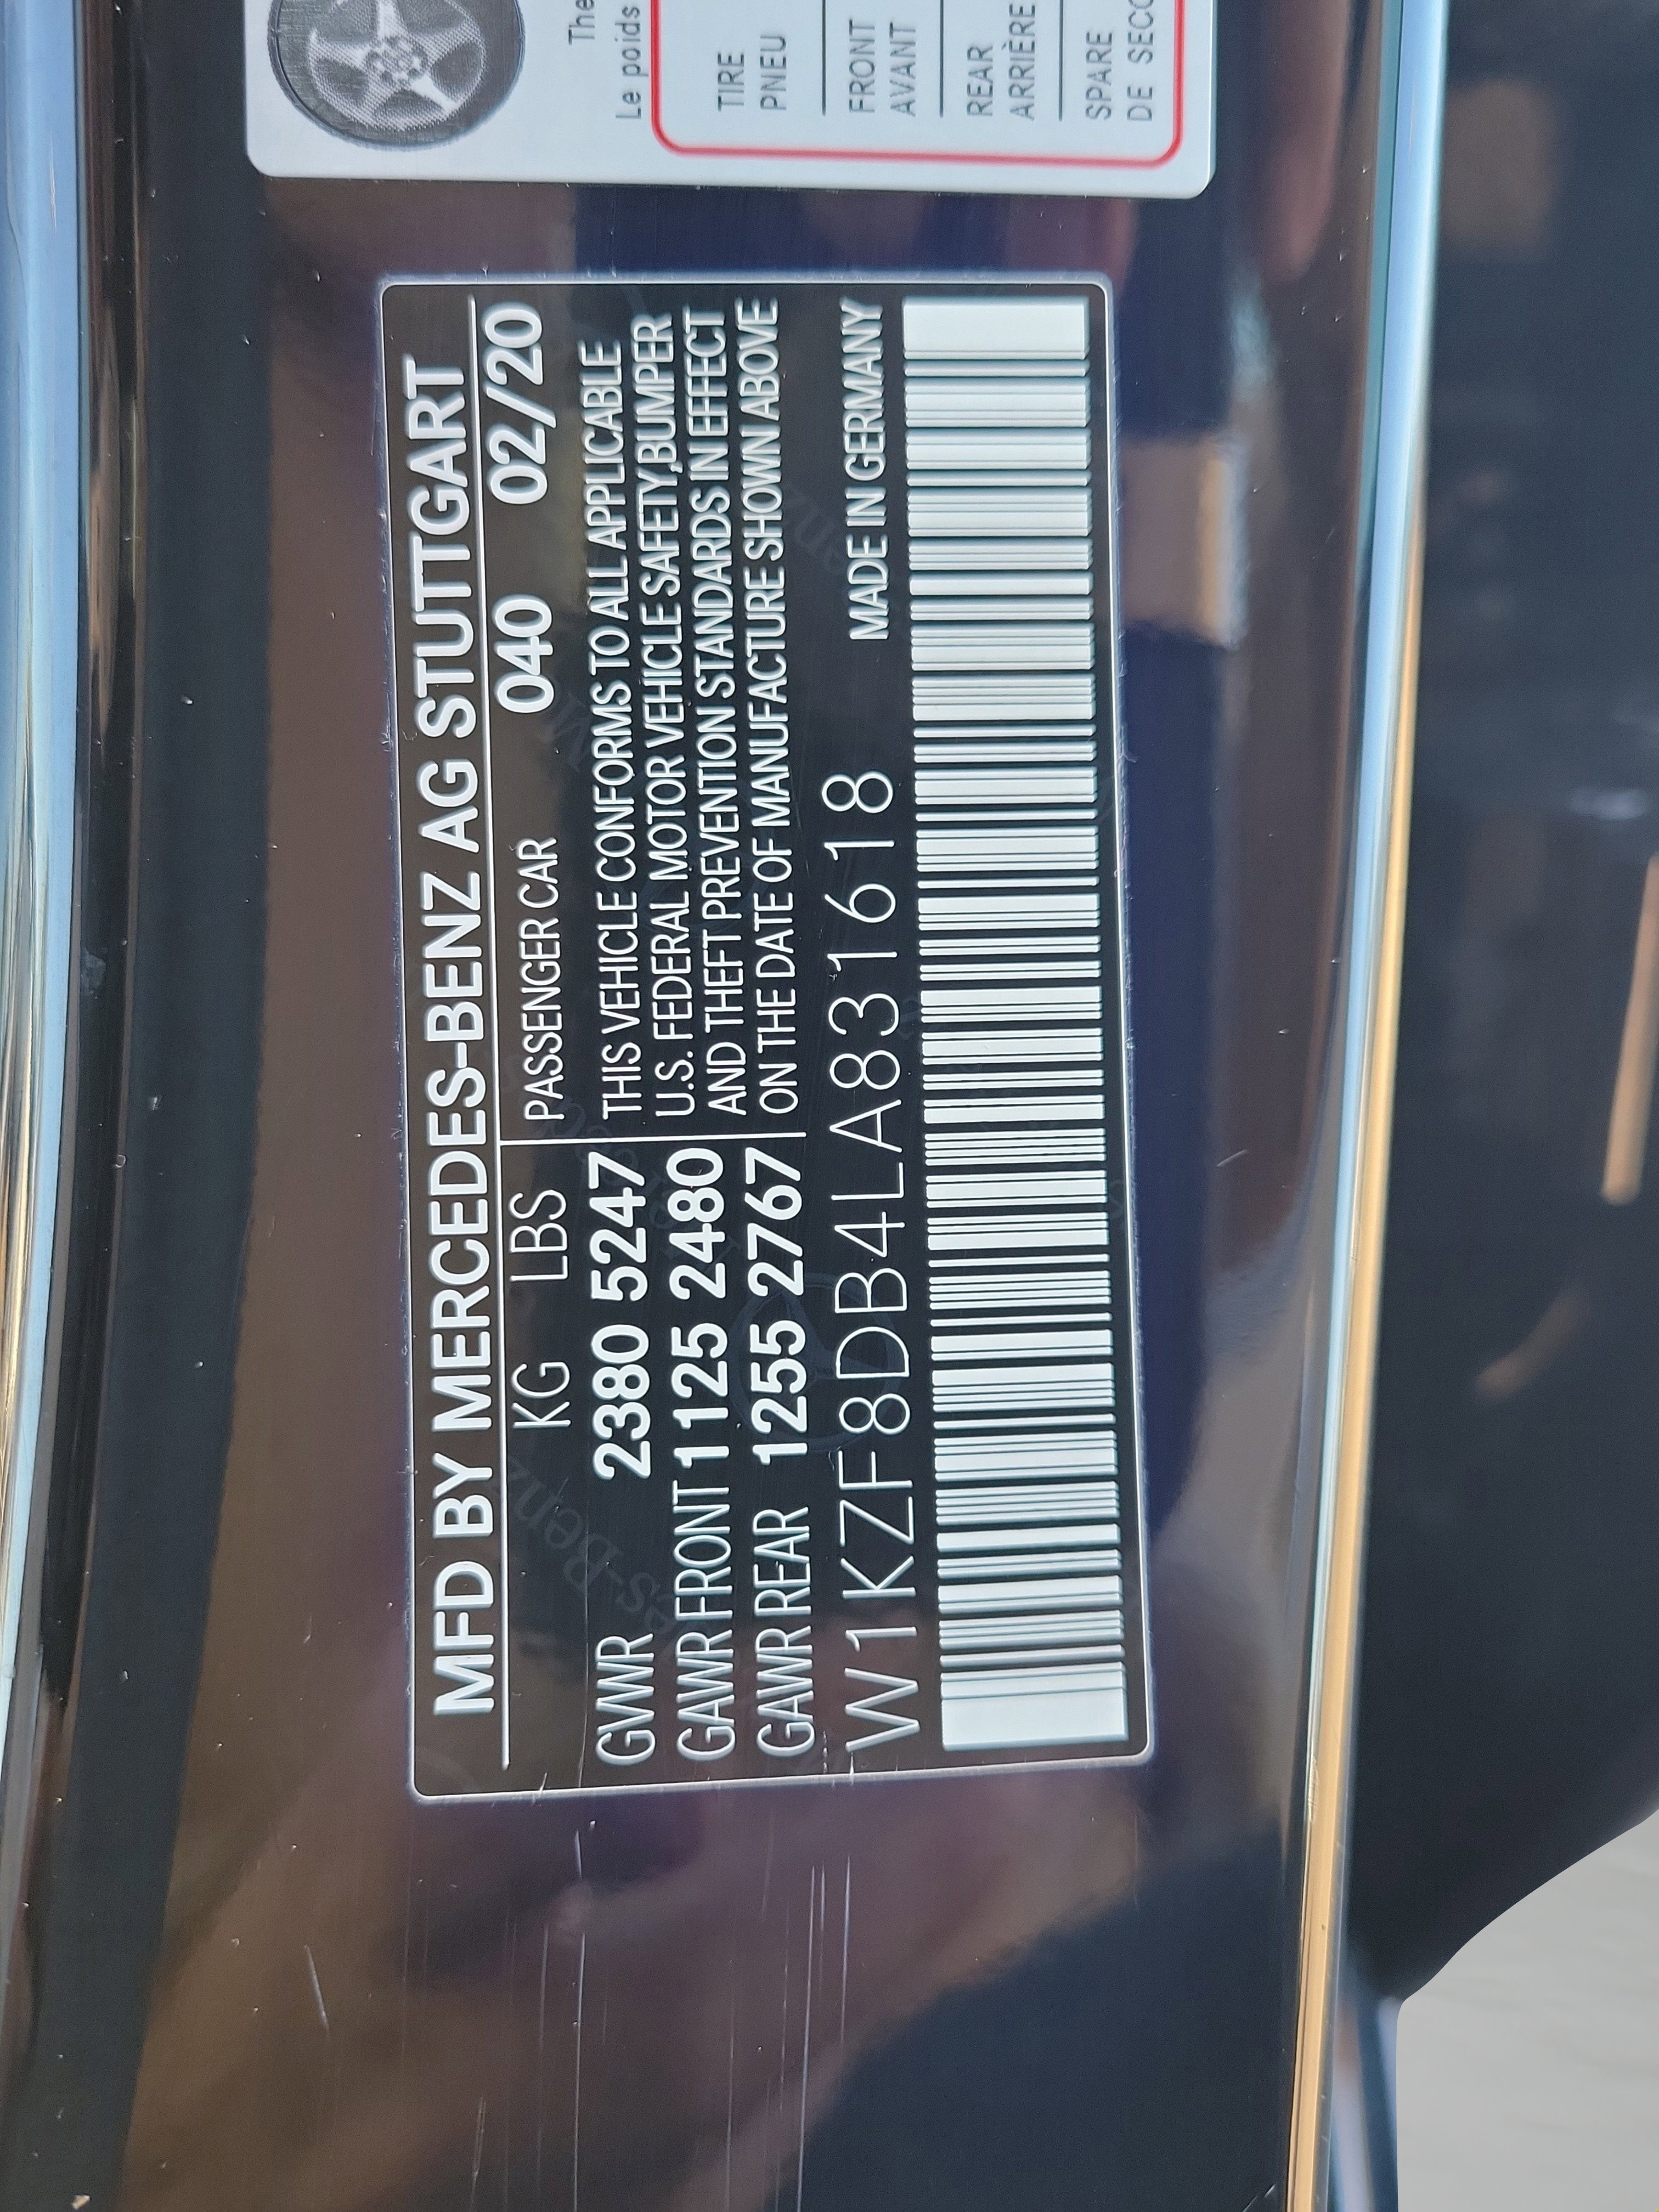 MFD BY MERCEDES-BENZ AG STUTTGART
KG LBS PASSENGER CAR 040 02/20
GVWR 2380 5247 THIS VEHICLE CONFORMS TO ALL APPLICABLE
U.S. FEDERAL MOTOR VEHICLE SAFETY,BUMPER
GAWR FRONT 1125 2480 AND THEFT PREVENTION STANDARDS IN EFFECT
GAWR REAR 1255 2767 ON THE DATE OF MANUFACTURE SHOWN ABOVE
W1KZF8DB4LA831618 MADE IN GERMANY
The
Le poids
TIRE
PNEU
FRONT
AVANT
REAR
ARRIÈRE
SPARE
DE